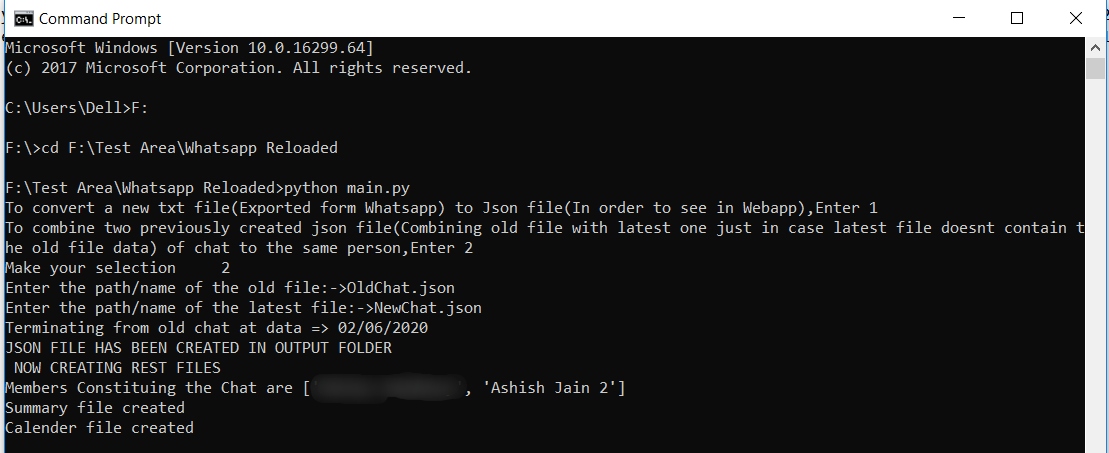 Command Prompt
Microsoft Windows [Version 10.0.16299.64]
(c) 2017 Microsoft Corporation. All rights reserved.
C:\Users\Dell>F:
F:\>cd F:\Test Area\Whatsapp Reloaded
F:\Test Area\Whatsapp Reloaded>python main.py
To convert a new txt file(Exported form Whatsapp) to Json file(In order to see in Webapp),Enter 1
To combine two previously created json file(Combining old file with latest one just in case latest file doesnt contain t
he old file data) of chat to the same person,Enter 2
Make your selection     2
Enter the path/name of the old file:->OldChat.json
Enter the path/name of the latest file:->NewChat.json
Terminating from old chat at data => 02/06/2020
JSON FILE HAS BEEN CREATED IN OUTPUT FOLDER
 NOW CREATING REST FILES
Members Constituing the Chat are [', 'Ashish Jain 2']
Summary file created
Calender file created